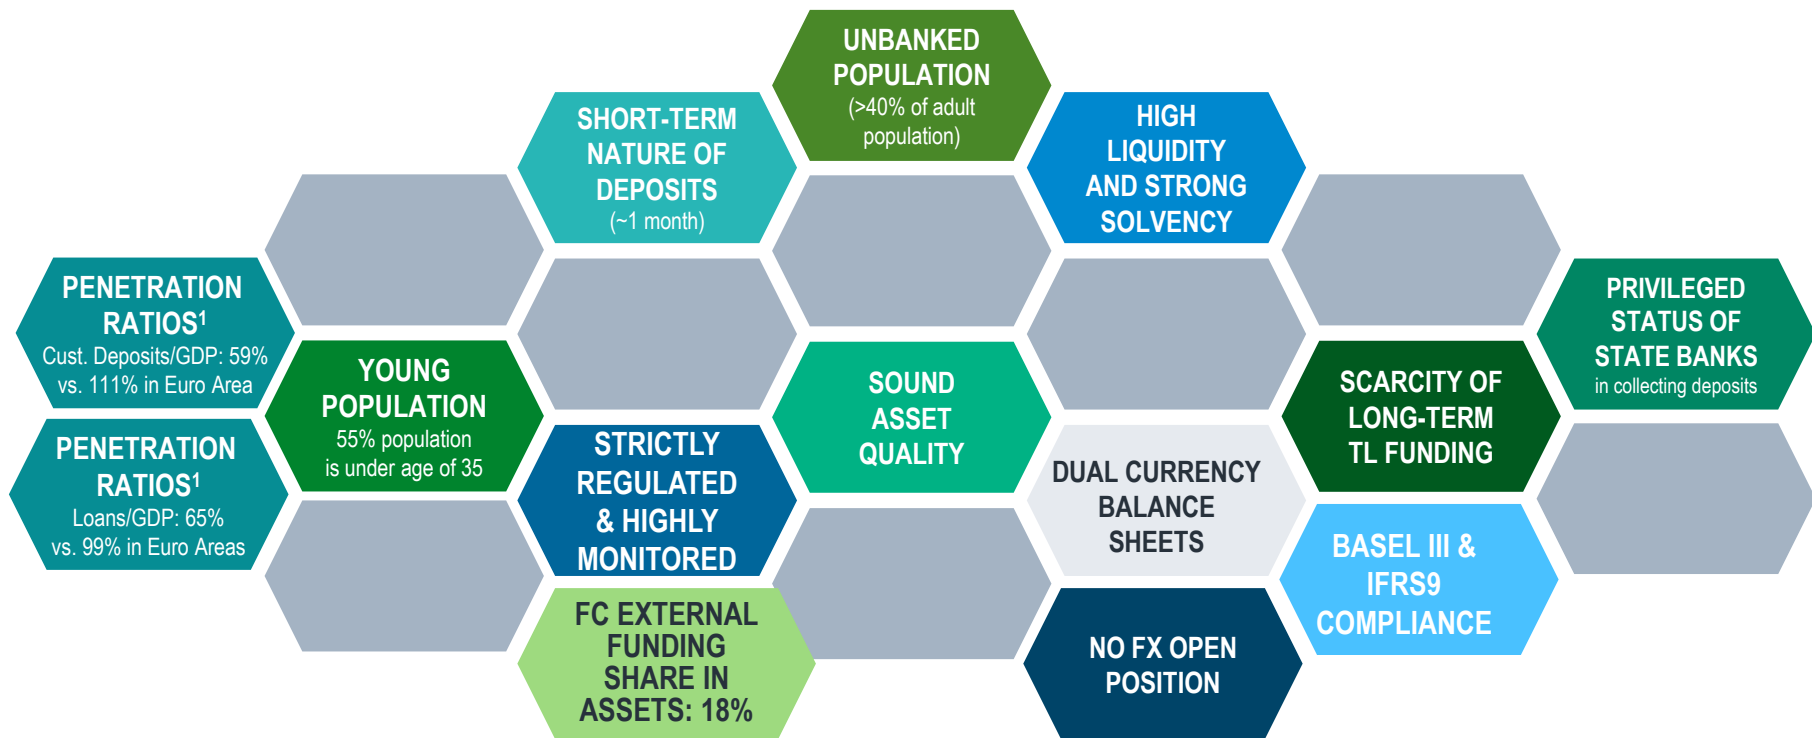 UNBANKED
POPULATION
(>40% of adult
population)
SHORT-TERM
NATURE OF
DEPOSITS
(~1 month)
HIGH
LIQUIDITY
AND STRONG
SOLVENCY
PENETRATION
RATIOS¹
Cust. Deposits/GDP: 59%
vs. 111% in Euro Area
PRIVILEGED
STATUS OF
STATE BANKS
in collecting deposits
YOUNG
POPULATION
55% population
is under age of 35
SOUND
ASSET
QUALITY
SCARCITY OF
LONG-TERM
TL FUNDING
PENETRATION
RATIOS¹
Loans/GDP: 65%
vs. 99% in Euro Areas
STRICTLY
REGULATED
& HIGHLY
MONITORED
DUAL CURRENCY
BALANCE
SHEETS
BASEL III &
IFRS9
COMPLIANCE
FC EXTERNAL
FUNDING
SHARE IN
ASSETS: 18%
NO FX OPEN
POSITION